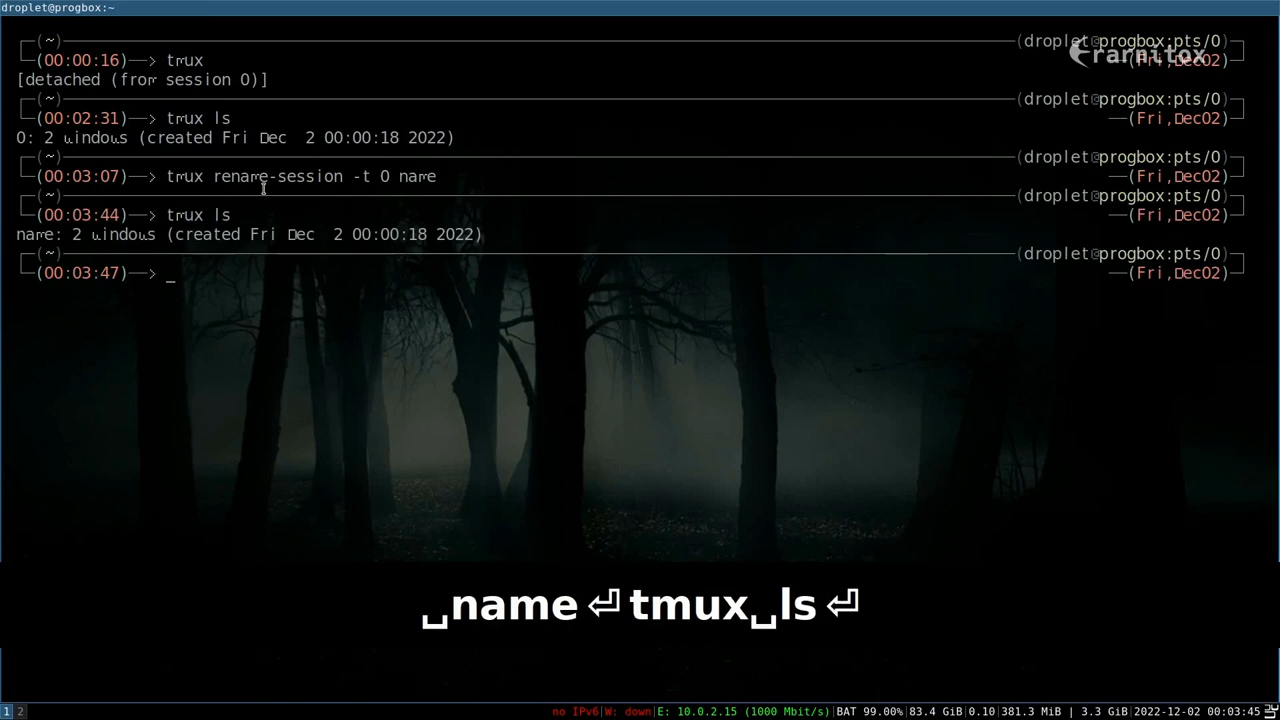 droplet@progbox:~
(~) (droplet@progbox:pts/0)
(00:00:16)──> tmux (Fri,Dec02)
rarnitox
[detached (from session 0)]
(~) (droplet@progbox:pts/0)
(00:02:31)──> tmux ls (Fri,Dec02)
0: 2 windows (created Fri Dec  2 00:00:18 2022)
(~) (droplet@progbox:pts/0)
(00:03:07)──> tmux rename-session -t 0 name (Fri,Dec02)
(~) (droplet@progbox:pts/0)
(00:03:44)──> tmux ls (Fri,Dec02)
name: 2 windows (created Fri Dec  2 00:00:18 2022)
(~) (droplet@progbox:pts/0)
(00:03:47)──> _ (Fri,Dec02)
␣name⏎tmux␣ls⏎
1 2 no IPv6|W: down|E: 10.0.2.15 (1000 Mbit/s)|BAT 99.00%|83.4 GiB|0.10|381.3 MiB | 3.3 GiB|2022-12-02 00:03:45